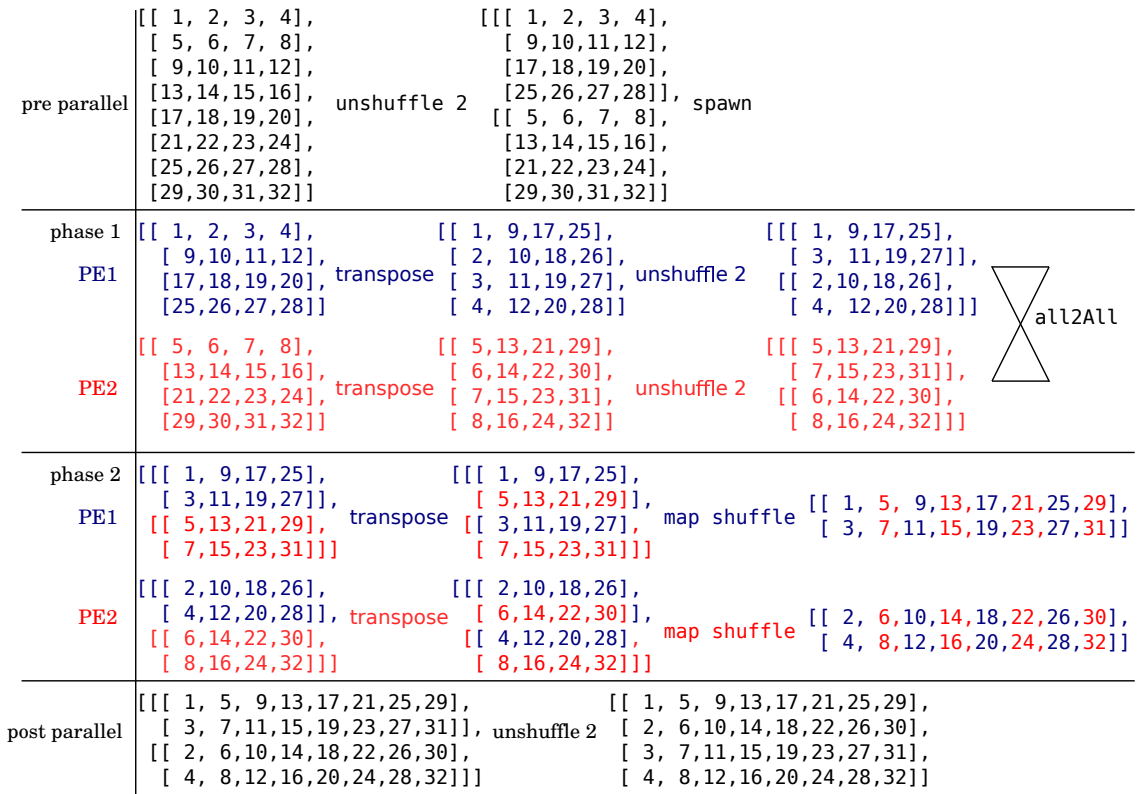 [[ 1, 2, 3, 4], [[[ 1, 2, 3, 4],
[ 5, 6, 7, 8], [ 9,10,11,12],
[ 9,10,11,12], [17,18,19,20],
pre parallel [13,14,15,16], unshuffle 2 [25,26,27,28]], spawn
[17,18,19,20], [[ 5, 6, 7, 8],
[21,22,23,24], [13,14,15,16],
[25,26,27,28], [21,22,23,24],
[29,30,31,32]] [29,30,31,32]]
phase 1 [[ 1, 2, 3, 4], [[ 1, 9,17,25], [[[ 1, 9,17,25],
[ 9,10,11,12], [ 2, 10,18,26], [ 3, 11,19,27]],
PE1 [17,18,19,20], transpose [ 3, 11,19,27], unshuffle 2 [[ 2,10,18,26],
[25,26,27,28]] [ 4, 12,20,28]] [ 4, 12,20,28]]]
all2All
[[ 5, 6, 7, 8], [[ 5,13,21,29], [[[ 5,13,21,29],
[13,14,15,16], [ 6,14,22,30], [ 7,15,23,31]],
PE2 [21,22,23,24], transpose [ 7,15,23,31], unshuffle 2 [[ 6,14,22,30],
[29,30,31,32]] [ 8,16,24,32]] [ 8,16,24,32]]]
phase 2 [[[ 1, 9,17,25], [[[ 1, 9,17,25],
[ 3,11,19,27]], [ 5,13,21,29]], [[ 1, 5, 9,13,17,21,25,29],
PE1 [[ 5,13,21,29], transpose [[ 3,11,19,27], map shuffle [ 3, 7,11,15,19,23,27,31]]
[ 7,15,23,31]]] [ 7,15,23,31]]]
[[[ 2,10,18,26], [[[ 2,10,18,26],
[ 4,12,20,28]], [ 6,14,22,30]], [[ 2, 6,10,14,18,22,26,30],
PE2 [[ 6,14,22,30], transpose [[ 4,12,20,28], map shuffle [ 4, 8,12,16,20,24,28,32]]
[ 8,16,24,32]]] [ 8,16,24,32]]]
[[[ 1, 5, 9,13,17,21,25,29], [[ 1, 5, 9,13,17,21,25,29],
post parallel [ 3, 7,11,15,19,23,27,31]], unshuffle 2 [ 2, 6,10,14,18,22,26,30],
[[ 2, 6,10,14,18,22,26,30], [ 3, 7,11,15,19,23,27,31],
[ 4, 8,12,16,20,24,28,32]]] [ 4, 8,12,16,20,24,28,32]]